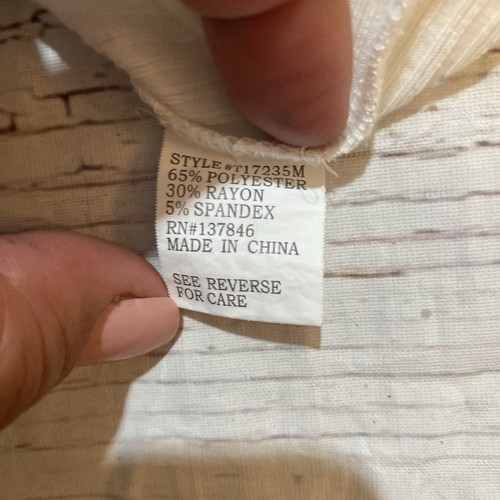 STYLE#T17235M
65% POLYESTER
30% RAYON
5% SPANDEX
RN#137846
MADE IN CHINA
SEE REVERSE
FOR CARE